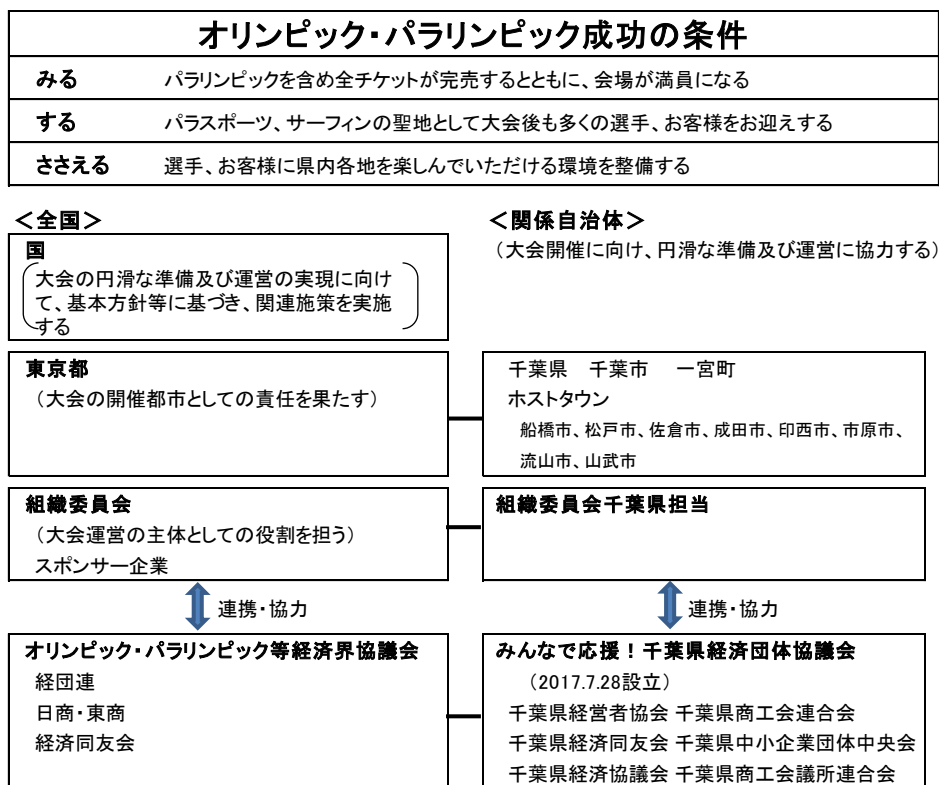 オリンピック・パラリンピック成功の条件
みる パラリンピックを含め全チケットが完売するとともに、会場が満員になる
する パラスポーツ、サーフィンの聖地として大会後も多くの選手、お客様をお迎えする
ささえる 選手、お客様に県内各地を楽しんでいただける環境を整備する
＜全国＞
国
大会の円滑な準備及び運営の実現に向け
て、基本方針等に基づき、関連施策を実施
する
＜関係自治体＞
（大会開催に向け、円滑な準備及び運営に協力する）
東京都
（大会の開催都市としての責任を果たす）
千葉県 千葉市 一宮町
ホストタウン
船橋市、松戸市、佐倉市、成田市、印西市、市原市、
流山市、山武市
組織委員会
（大会運営の主体としての役割を担う）
スポンサー企業
組織委員会千葉県担当
連携・協力
連携・協力
オリンピック・パラリンピック等経済界協議会
経団連
日商・東商
経済同友会
みんなで応援！千葉県経済団体協議会
（2017.7.28設立）
千葉県経営者協会 千葉県商工会連合会
千葉県経済同友会 千葉県中小企業団体中央会
千葉県経済協議会 千葉県商工会議所連合会